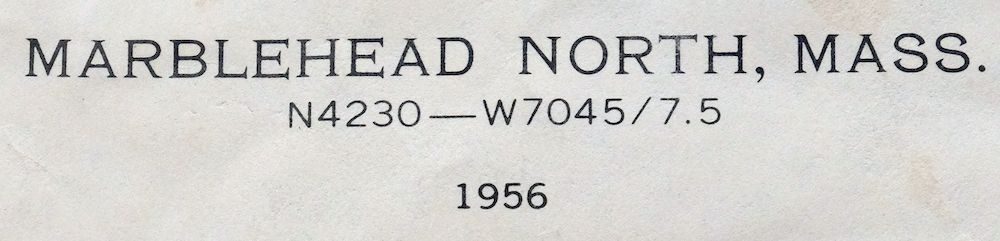 MARBLEHEAD NORTH, MASS.
N4230—W7045/7.5
1956